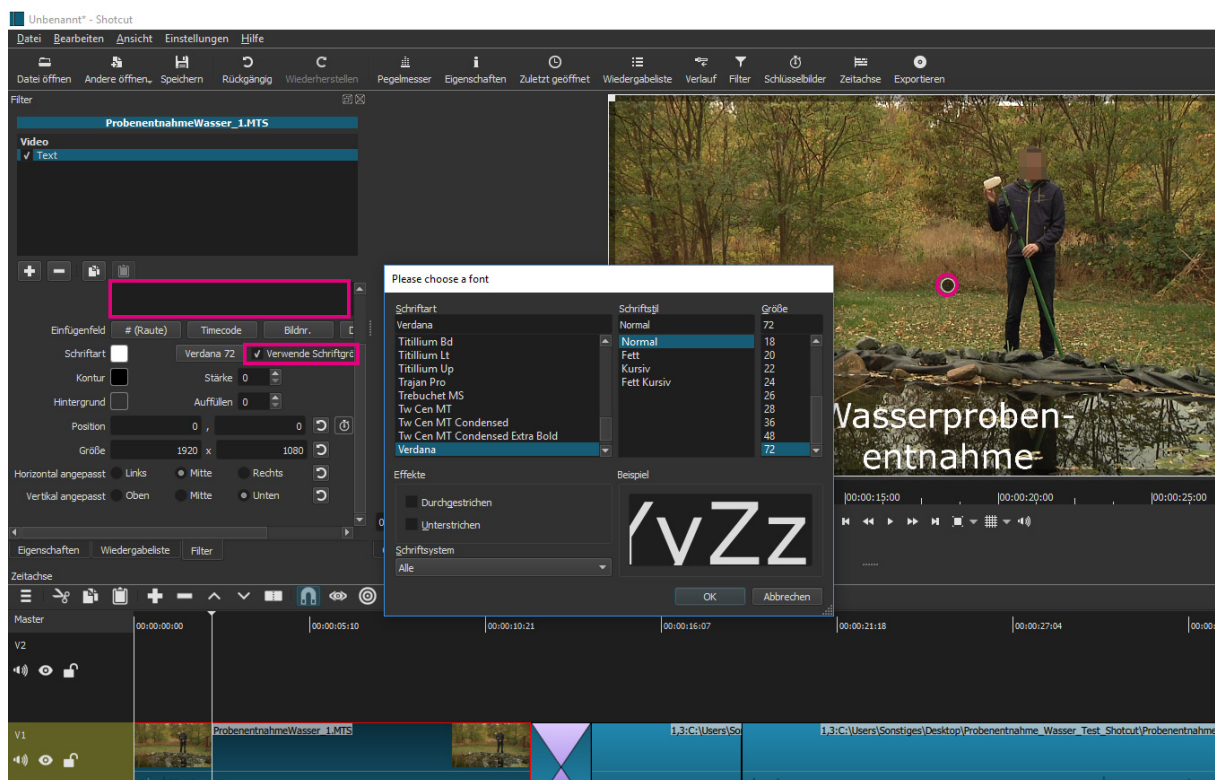 Unbenannt* - Shotcut
Datei Bearbeiten Ansicht Einstellungen Hilfe
Datei öffnen Andere öffnen Speichern Rückgängig Wiederherstellen Pegelmesser Eigenschaften Zuletzt geöffnet Wiedergabeliste Verlauf Filter Schlüsselbilder Zeitachse Exportieren
Filter
ProbenentnahmeWasser_1.MTS
Video
Text
Einfügenfeld # (Raute) Timecode Bildnr.
Schriftart Verdana 72 Verwende Schriftgrö
Kontur Stärke 0
Hintergrund Auffüllen 0
Position 0 , 0
Größe 1920 x 1080
Horizontal angepasst Links Mitte Rechts
Vertikal angepasst Oben Mitte Unten
Eigenschaften Wiedergabeliste Filter
Please choose a font
Schriftart Schriftstil Größe
Verdana Normal 72
Titillium Bd Normal 18
Titillium Lt Fett 20
Titillium Up Kursiv 22
Trajan Pro Fett Kursiv 24
Trebuchet MS 26
Tw Cen MT 28
Tw Cen MT Condensed 36
Tw Cen MT Condensed Extra Bold 48
Verdana 72
Effekte Beispiel
Durchgestrichen
Unterstrichen
YyZz
Schriftsystem
Alle
OK Abbrechen
Wasserproben-
entnahme
00:00:15:00 00:00:20:00 00:00:25:00
Zeitachse
Master
00:00:00:00 00:00:05:10 00:00:10:21 00:00:16:07 00:00:21:18 00:00:27:04 00:00:
V2
V1
ProbenentnahmeWasser_1.MTS 1,3:C:\Users\So 1,3:C:\Users\Sonstiges\Desktop\Probenentnahme_Wasser_Test_Shotcut\Probenentnahme